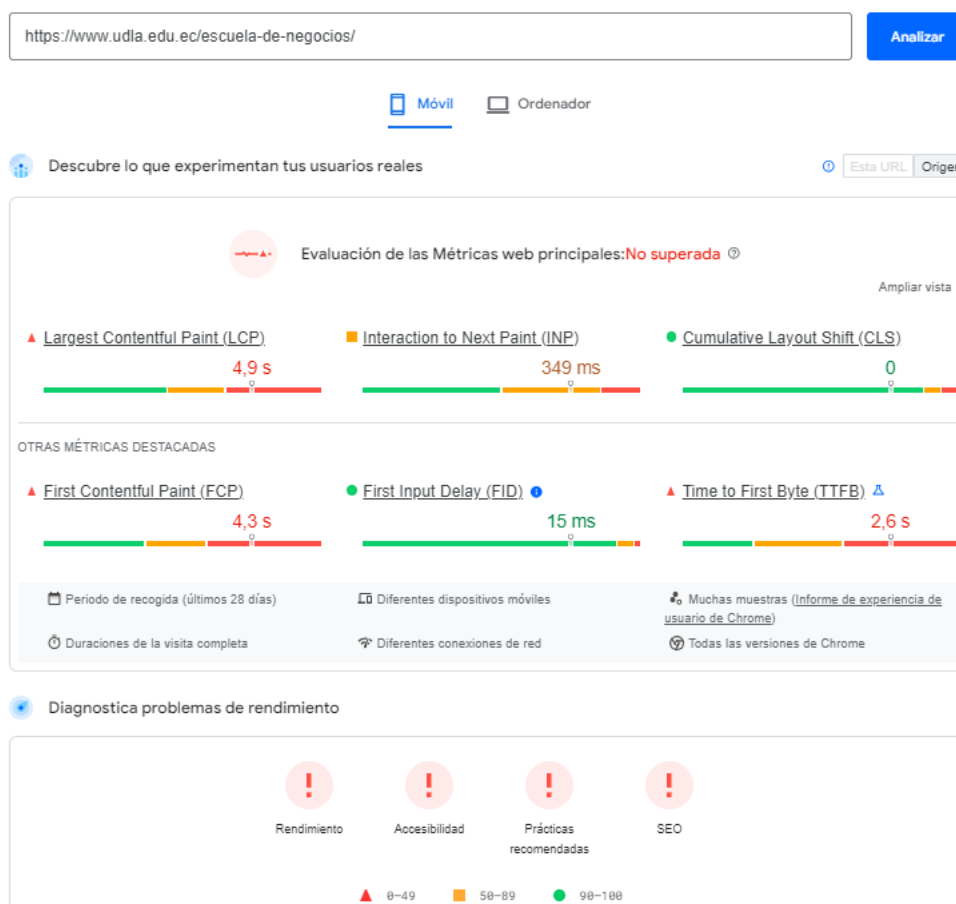 https://www.udla.edu.ec/escuela-de-negocios/
Analizar
Móvil Ordenador
Descubre lo que experimentan tus usuarios reales
Esta URL Origen
Evaluación de las Métricas web principales:No superada
Ampliar vista
Largest Contentful Paint (LCP) Interaction to Next Paint (INP) Cumulative Layout Shift (CLS)
4,9 s 349 ms 0
OTRAS MÉTRICAS DESTACADAS
First Contentful Paint (FCP) First Input Delay (FID) Time to First Byte (TTFB)
4,3 s 15 ms 2,6 s
Periodo de recogida (últimos 28 días) Diferentes dispositivos móviles Muchas muestras (Informe de experiencia de
usuario de Chrome)
Duraciones de la visita completa Diferentes conexiones de red Todas las versiones de Chrome
Diagnostica problemas de rendimiento
Rendimiento Accesibilidad Prácticas SEO
recomendadas
0–49 50–89 90–100